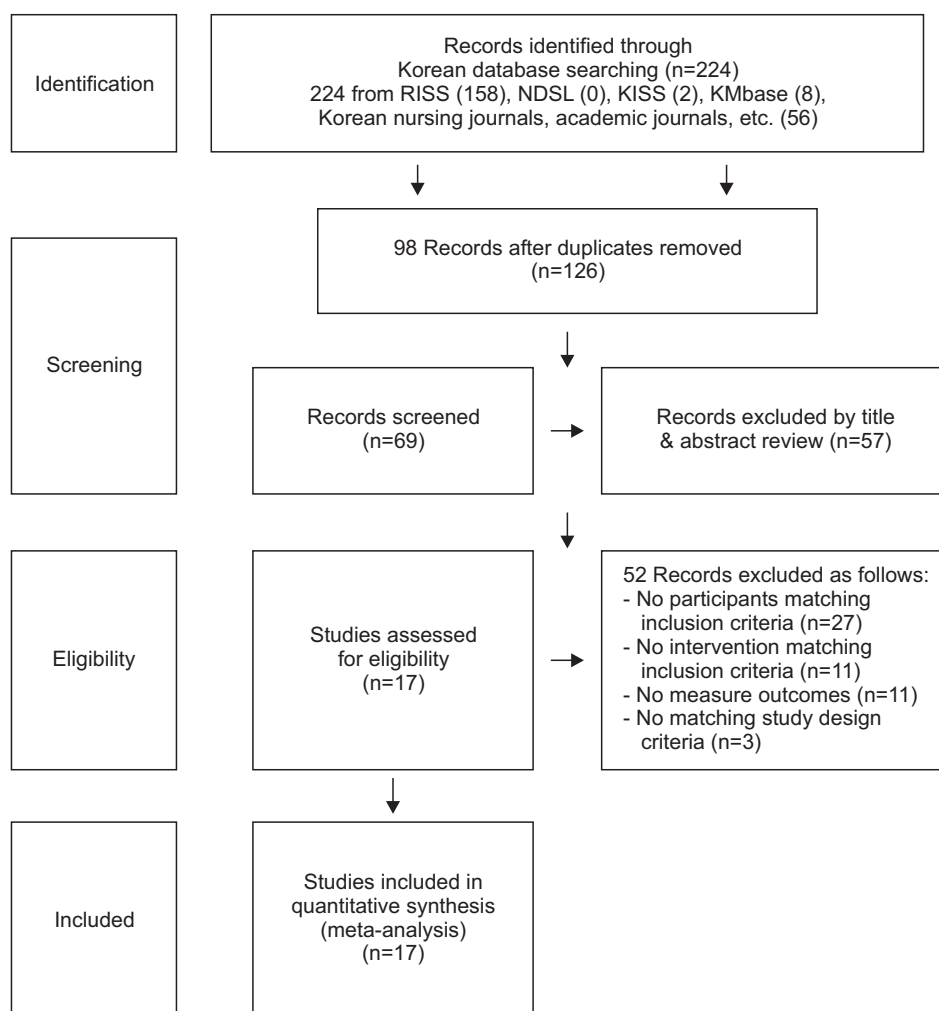 Identification
Records identified through
Korean database searching (n=224)
224 from RISS (158), NDSL (0), KISS (2), KMbase (8),
Korean nursing journals, academic journals, etc. (56)
Screening
98 Records after duplicates removed
(n=126)
Records screened
(n=69)
Records excluded by title
& abstract review (n=57)
Eligibility
Studies assessed
for eligibility
(n=17)
52 Records excluded as follows:
- No participants matching
inclusion criteria (n=27)
- No intervention matching
inclusion criteria (n=11)
- No measure outcomes (n=11)
- No matching study design
criteria (n=3)
Included
Studies included in
quantitative synthesis
(meta-analysis)
(n=17)